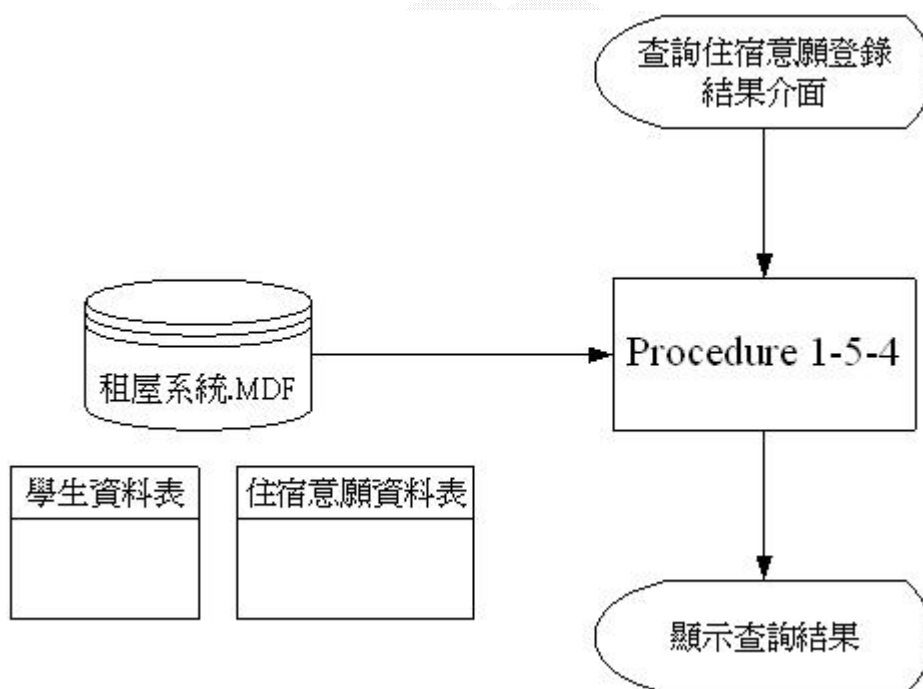 查詢住宿意願登錄
結果介面
租屋系統.MDF
Procedure 1-5-4
學生資料表
住宿意願資料表
顯示查詢結果